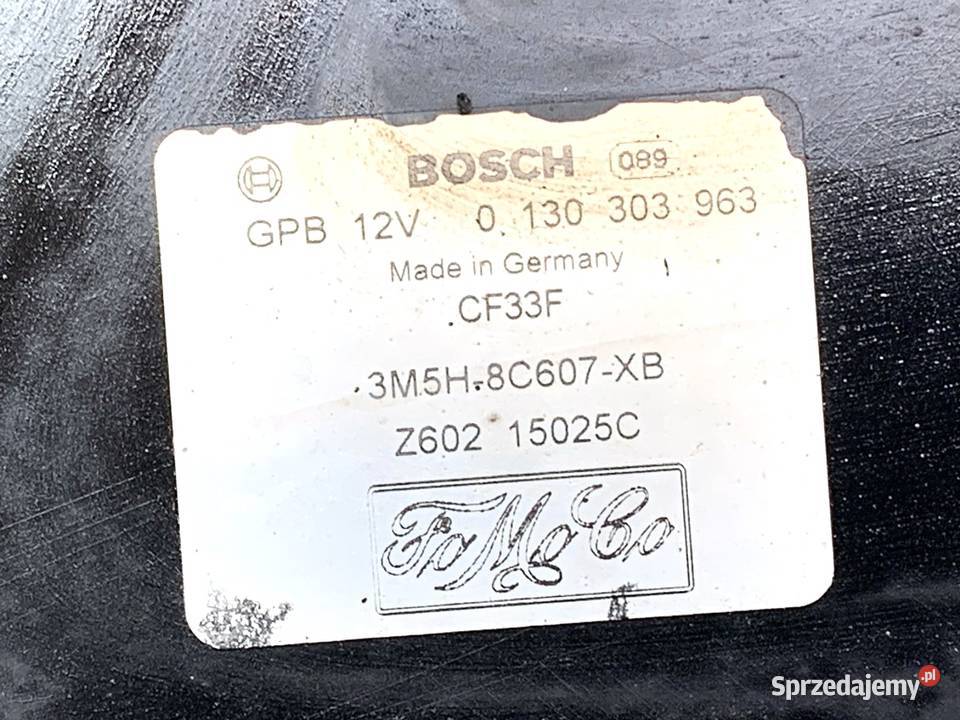 BOSCH 089
GPB 12V 0 130 303 963
Made in Germany
CF33F
3M5H-8C607-XB
Z602 15025C
FoMoCo
Sprzedajemy.pl